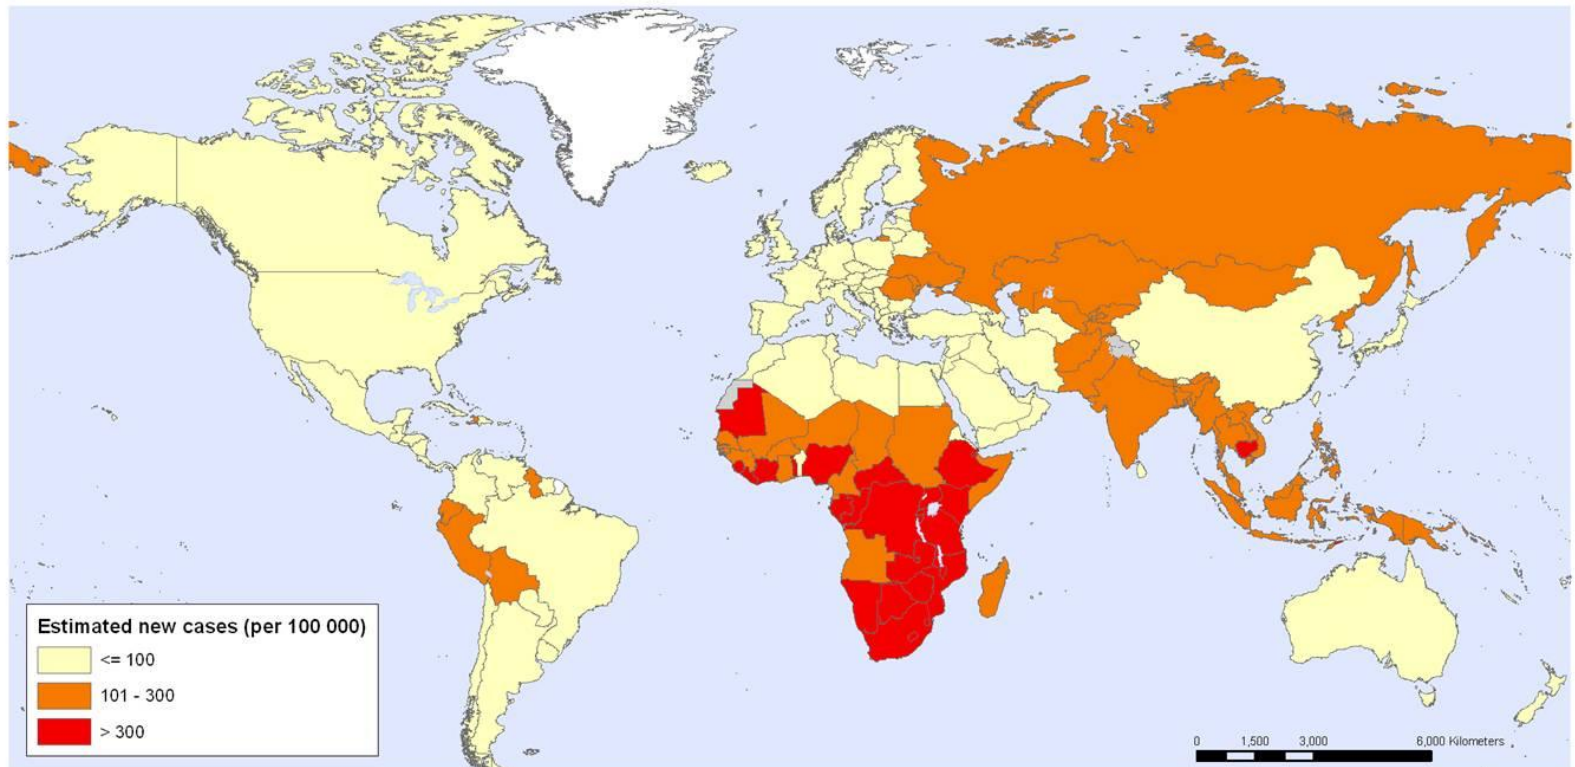 Estimated new cases (per 100 000)
<= 100
101 - 300
> 300
0 1,500 3,000 6,000 Kilometers